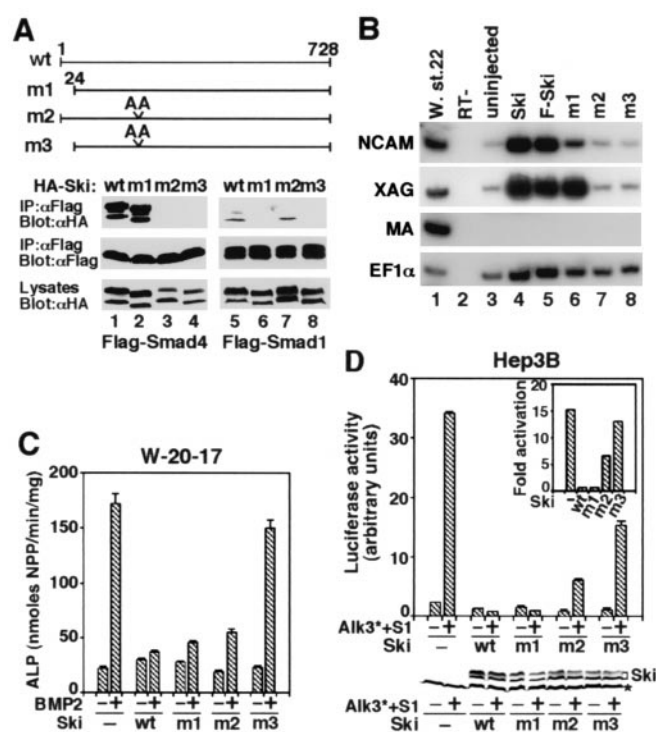 A
1 728
wt
24
m1
AA
m2
AA
m3
HA-Ski: wt m1 m2 m3 wt m1 m2 m3
IP:αFlag
Blot:αHA
IP:αFlag
Blot:αFlag
Lysates
Blot:αHA
1 2 3 4 5 6 7 8
Flag-Smad4 Flag-Smad1
B
W. st.22 RT- uninjected Ski F-Ski m1 m2 m3
NCAM
XAG
MA
EF1α
1 2 3 4 5 6 7 8
C
W-20-17
ALP (nmoles NPP/min/mg)
200
150
100
50
0
BMP2 - + - + - + - + - +
Ski - wt m1 m2 m3
D
Hep3B
Luciferase activity
(arbitrary units)
40
30
20
10
0
Fold activation
20
15
10
5
0
Ski - wt m1 m2 m3
Alk3*+S1 - + - + - + - + - +
Ski - wt m1 m2 m3
Ski
*
Alk3*+S1 - + - + - + - + - +
Ski - wt m1 m2 m3